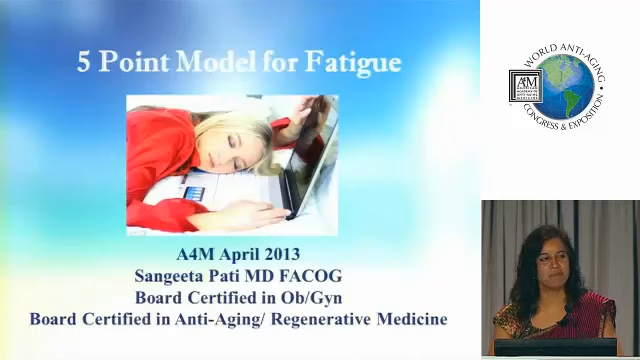 5 Point Model for Fatigue
A4M April 2013
Sangeeta Pati MD FACOG
Board Certified in Ob/Gyn
Board Certified in Anti-Aging/ Regenerative Medicine
WORLD ANTI-AGING
CONGRESS & EXPOSITION
A4M